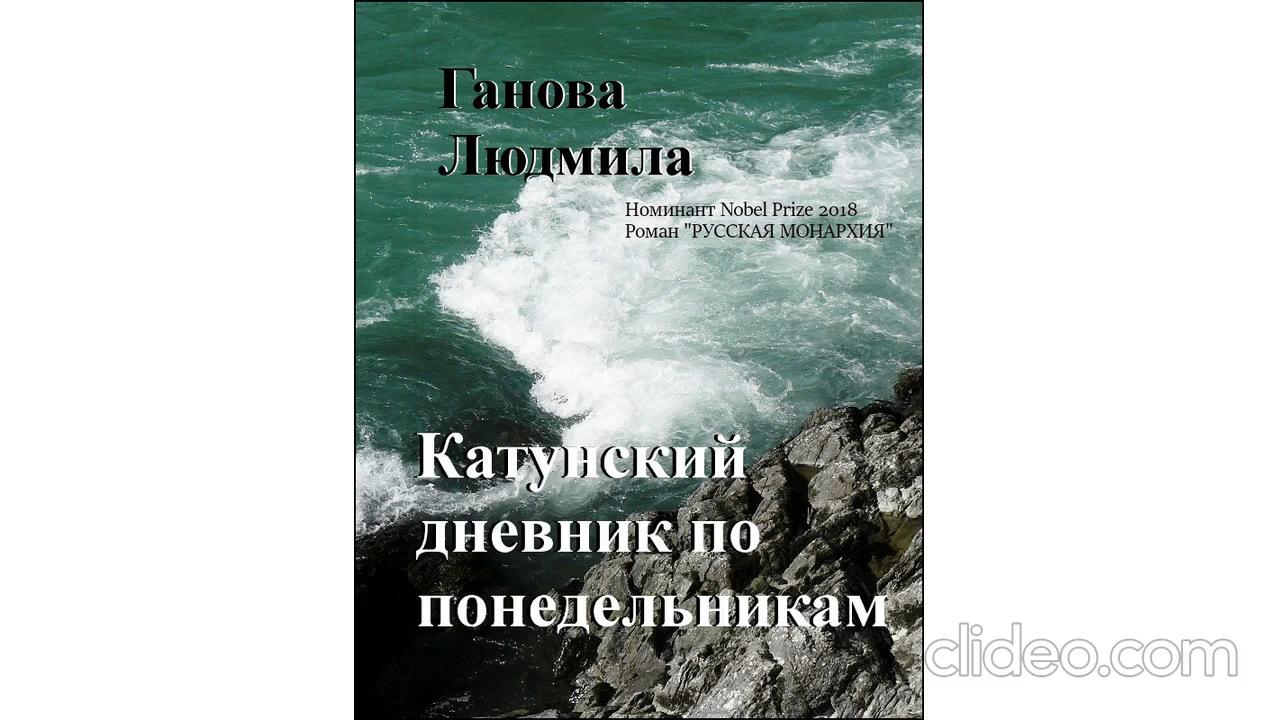 Ганова
Людмила
Номинант Nobel Prize 2018
Роман "РУССКАЯ МОНАРХИЯ"
Катунский
дневник по
понедельникам
clideo.com